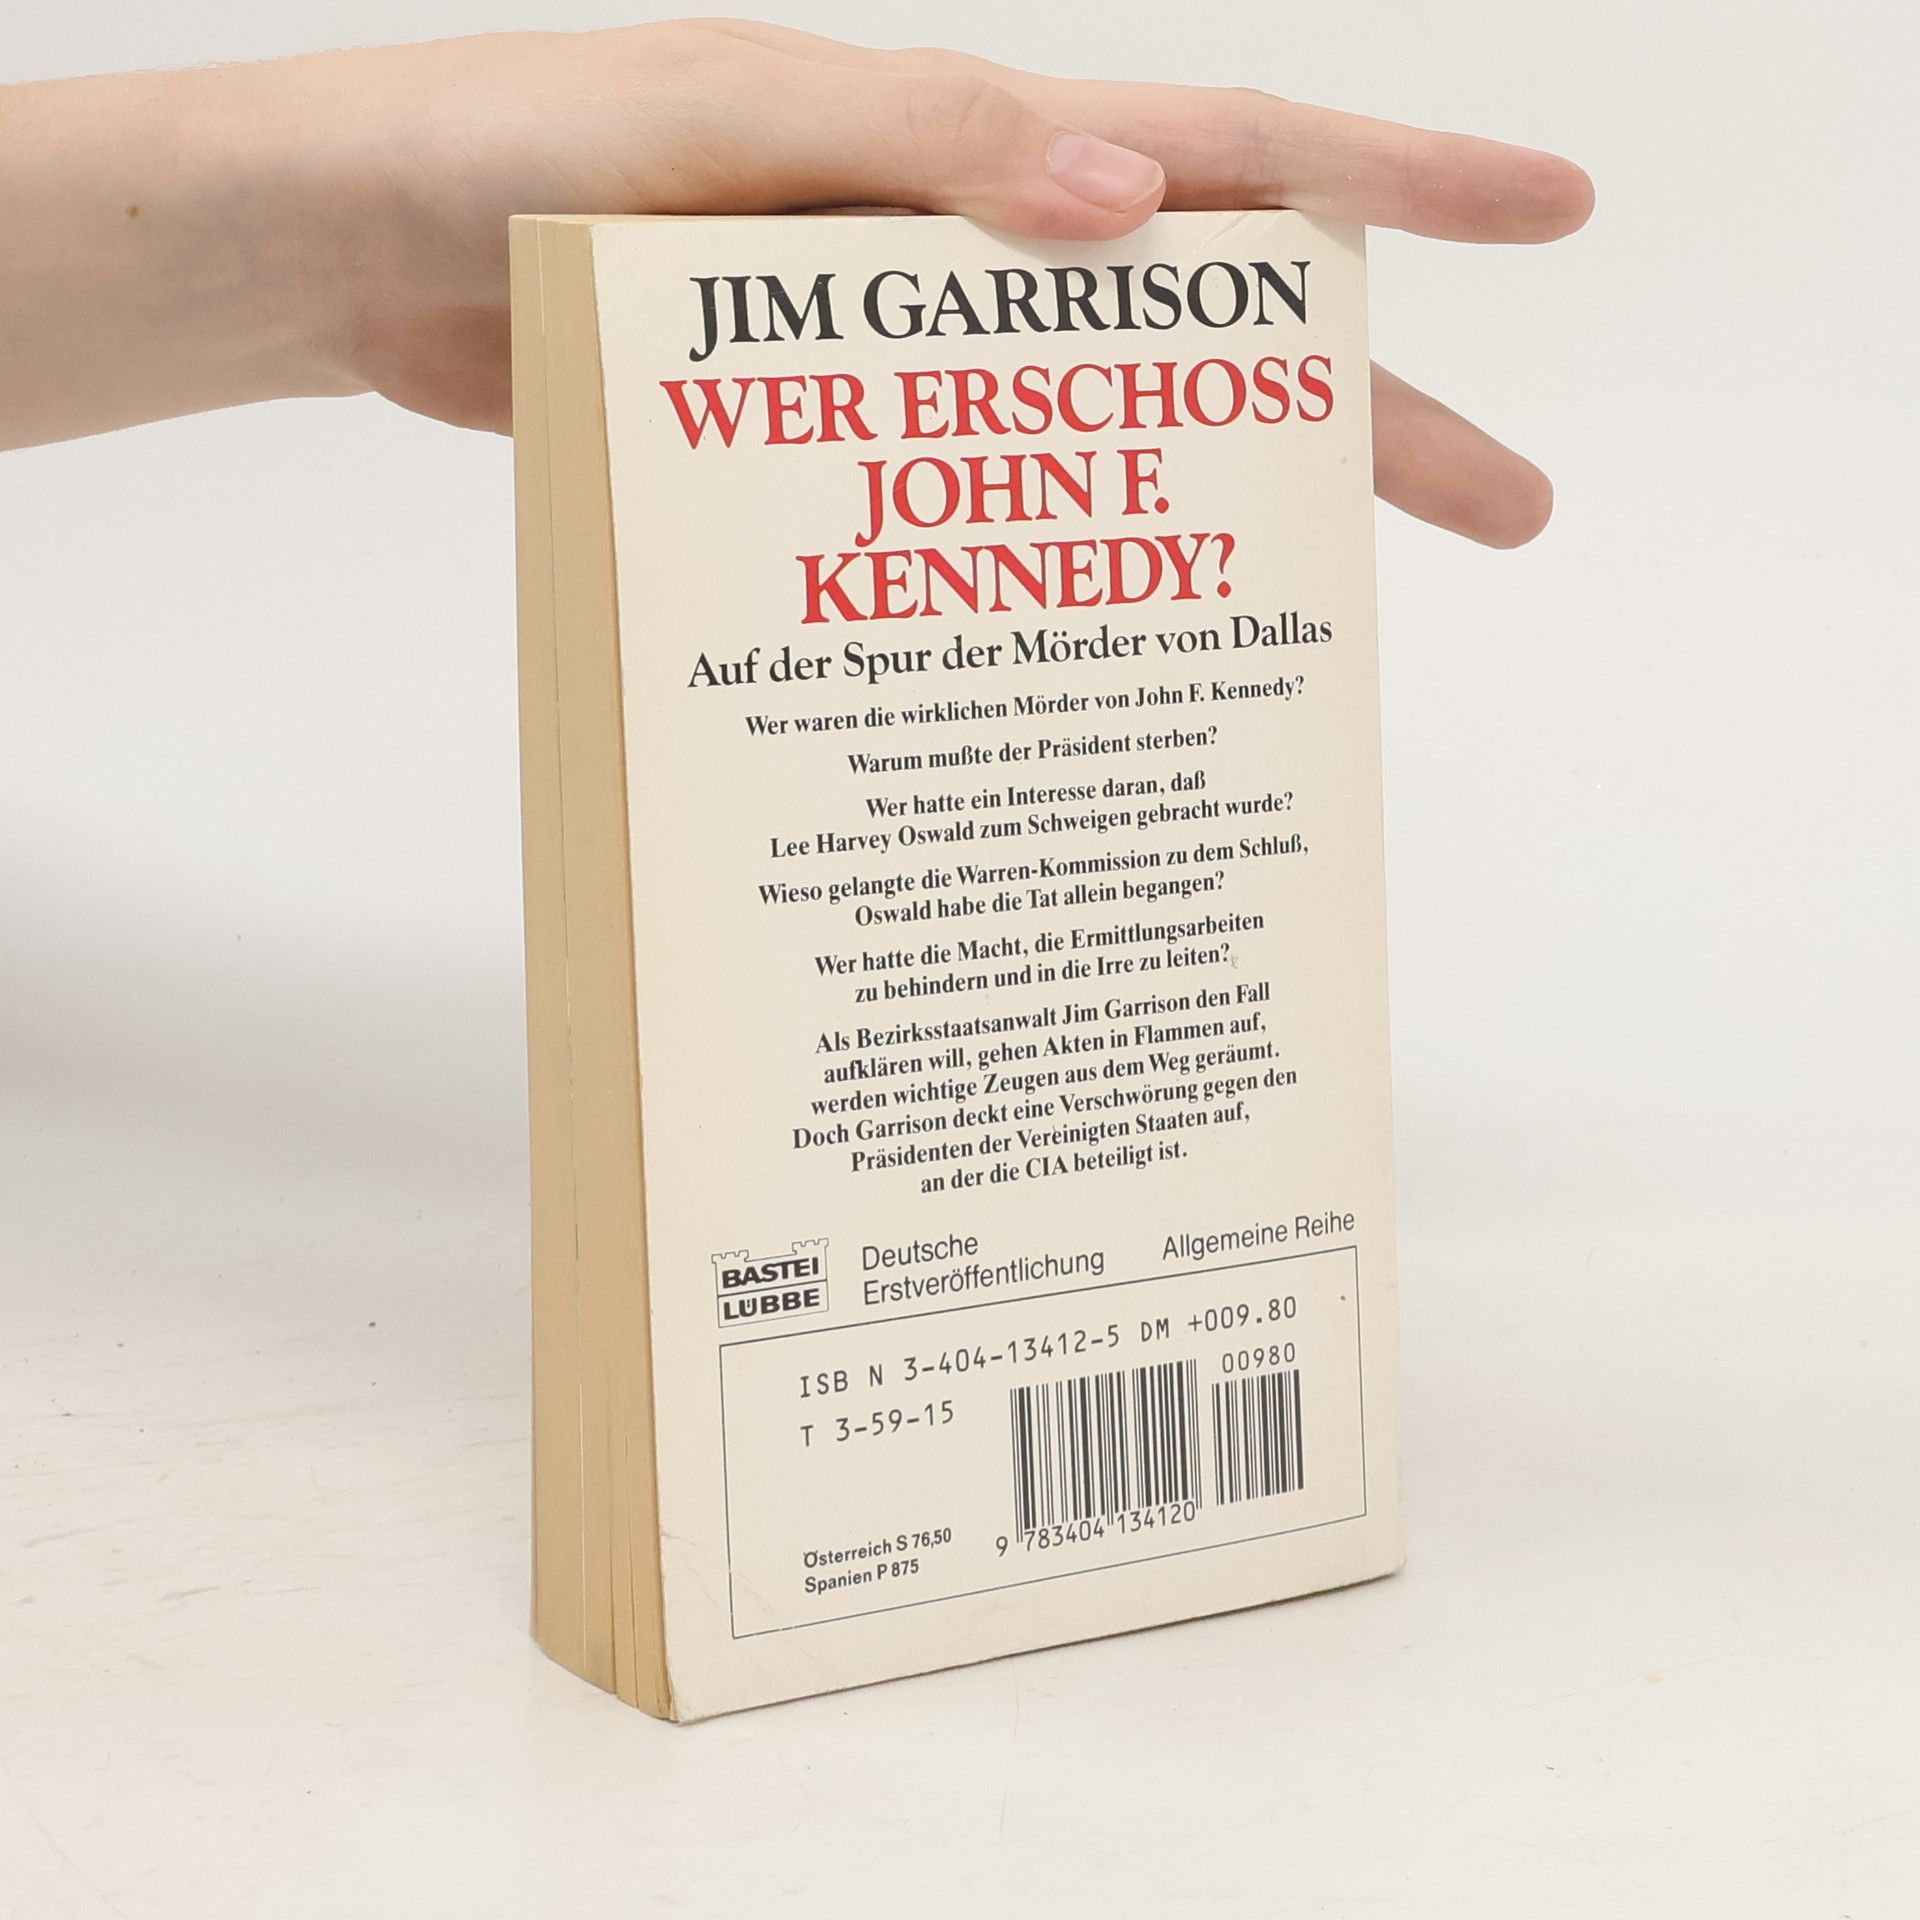 JIM GARRISON
WER ERSCHOSS
JOHN F.
KENNEDY?
Auf der Spur der Mörder von Dallas
Wer waren die wirklichen Mörder von John F. Kennedy?
Warum mußte der Präsident sterben?
Wer hatte ein Interesse daran, daß
Lee Harvey Oswald zum Schweigen gebracht wurde?
Wieso gelangte die Warren-Kommission zu dem Schluß,
Oswald habe die Tat allein begangen?
Wer hatte die Macht, die Ermittlungsarbeiten
zu behindern und in die Irre zu leiten?
Als Bezirksstaatsanwalt Jim Garrison den Fall
aufklären will, gehen Akten in Flammen auf,
werden wichtige Zeugen aus dem Weg geräumt.
Doch Garrison deckt eine Verschwörung gegen den
Präsidenten der Vereinigten Staaten auf,
an der die CIA beteiligt ist.
BASTEI
LÜBBE
Deutsche
Erstveröffentlichung
Allgemeine Reihe
ISB N 3-404-13412-5 DM +009.80
00980
T 3-59-15
9 783404 134120
Österreich S 76,50
Spanien P 875